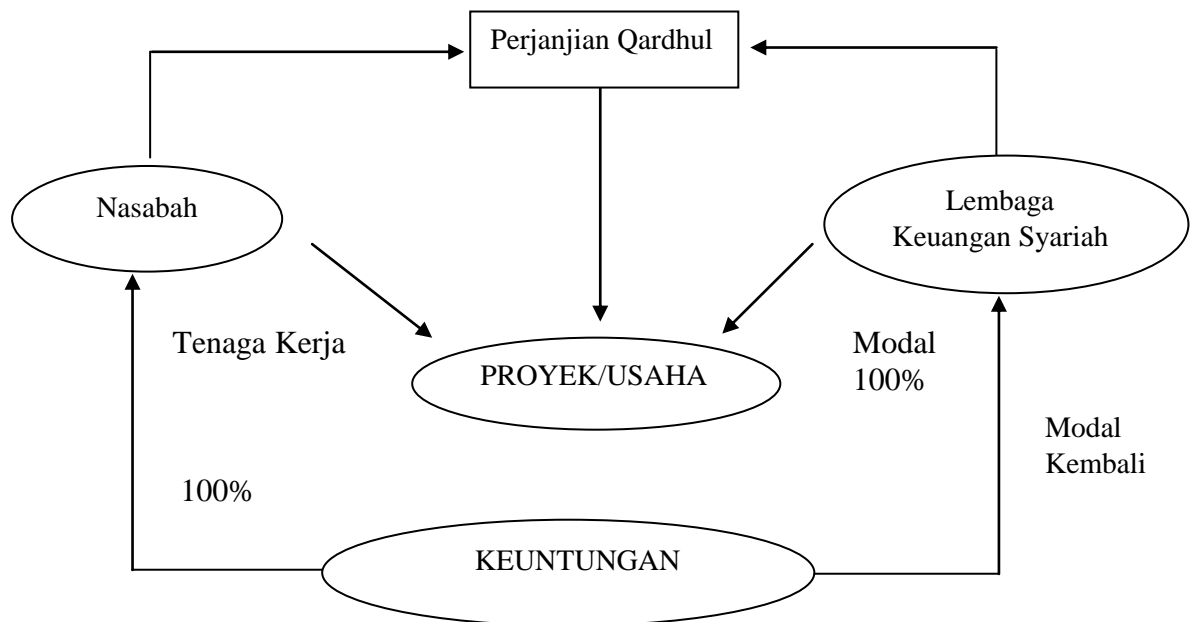 Perjanjian Qardhul
Nasabah
Lembaga
Keuangan Syariah
Tenaga Kerja
PROYEK/USAHA
Modal
100%
Modal
Kembali
100%
KEUNTUNGAN